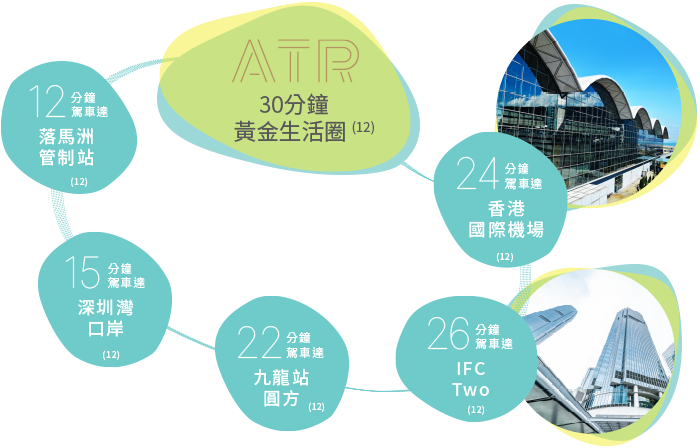 ATR
30分鐘
黃金生活圈 (12)
12 分鐘
駕車達
落馬洲
管制站
(12)
24 分鐘
駕車達
香港
國際機場
(12)
15 分鐘
駕車達
深圳灣
口岸
(12)
22 分鐘
駕車達
九龍站
圓方 (12)
26 分鐘
駕車達
IFC
Two
(12)